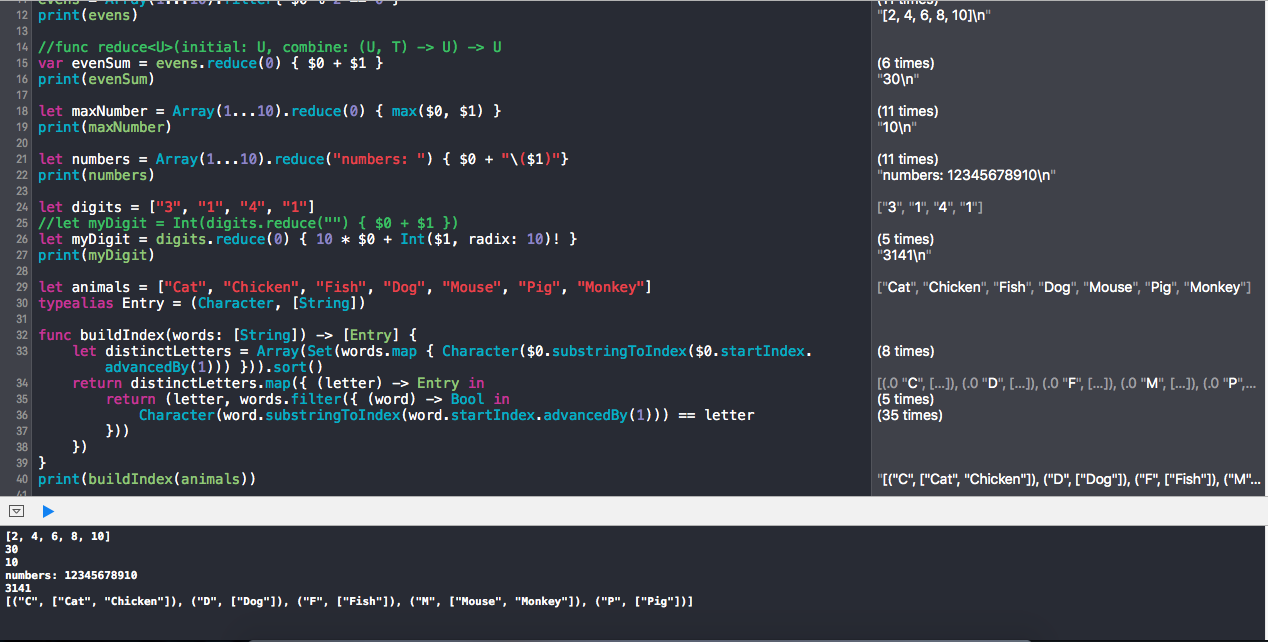 12 print(evens)
"[2, 4, 6, 8, 10]\n"
13
14 //func reduce<U>(initial: U, combine: (U, T) -> U) -> U
15 var evenSum = evens.reduce(0) { $0 + $1 }
(6 times)
16 print(evenSum)
"30\n"
17
18 let maxNumber = Array(1...10).reduce(0) { max($0, $1) }
(11 times)
19 print(maxNumber)
"10\n"
20
21 let numbers = Array(1...10).reduce("numbers: ") { $0 + "\($1)"}
(11 times)
22 print(numbers)
"numbers: 12345678910\n"
23
24 let digits = ["3", "1", "4", "1"]
["3", "1", "4", "1"]
25 //let myDigit = Int(digits.reduce("") { $0 + $1 })
26 let myDigit = digits.reduce(0) { 10 * $0 + Int($1, radix: 10)! }
(5 times)
27 print(myDigit)
"3141\n"
28
29 let animals = ["Cat", "Chicken", "Fish", "Dog", "Mouse", "Pig", "Monkey"]
["Cat", "Chicken", "Fish", "Dog", "Mouse", "Pig", "Monkey"]
30 typealias Entry = (Character, [String])
31
32 func buildIndex(words: [String]) -> [Entry] {
33 let distinctLetters = Array(Set(words.map { Character($0.substringToIndex($0.startIndex.
(8 times)
advancedBy(1))) })).sort()
34 return distinctLetters.map({ (letter) -> Entry in
[(.0 "C", [...]), (.0 "D", [...]), (.0 "F", [...]), (.0 "M", [...]), (.0 "P",...
35 return (letter, words.filter({ (word) -> Bool in
(5 times)
36 Character(word.substringToIndex(word.startIndex.advancedBy(1))) == letter
(35 times)
37 }))
38 })
39 }
40 print(buildIndex(animals))
"[("C", ["Cat", "Chicken"]), ("D", ["Dog"]), ("F", ["Fish"]), ("M"...
[2, 4, 6, 8, 10]
30
10
numbers: 12345678910
3141
[("C", ["Cat", "Chicken"]), ("D", ["Dog"]), ("F", ["Fish"]), ("M", ["Mouse", "Monkey"]), ("P", ["Pig"])]